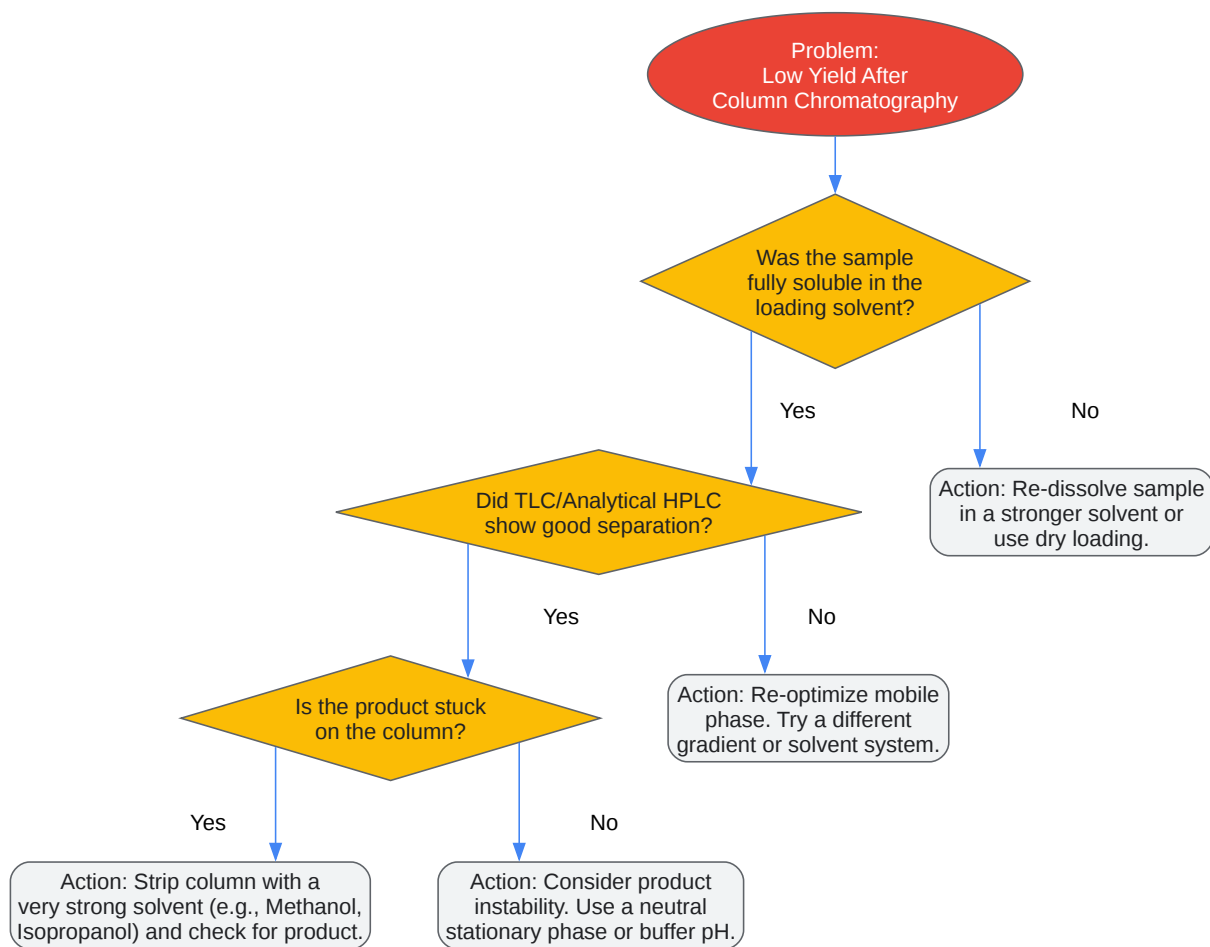 Problem:
Low Yield After
Column Chromatography
Was the sample
fully soluble in the
loading solvent?
Yes
No
Did TLC/Analytical HPLC
show good separation?
Action: Re-dissolve sample
in a stronger solvent or
use dry loading.
Yes
No
Is the product stuck
on the column?
Action: Re-optimize mobile
phase. Try a different
gradient or solvent system.
Yes
No
Action: Strip column with a
very strong solvent (e.g., Methanol,
Isopropanol) and check for product.
Action: Consider product
instability. Use a neutral
stationary phase or buffer pH.